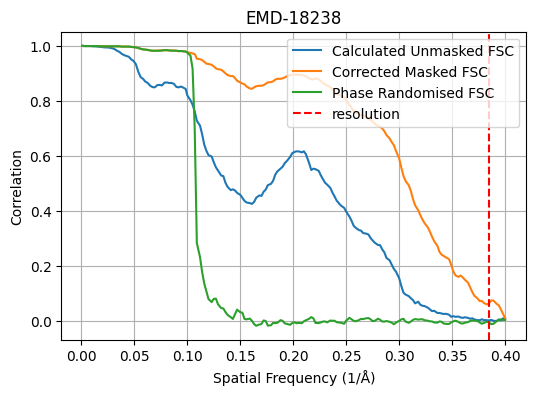 EMD-18238
Calculated Unmasked FSC
Corrected Masked FSC
Phase Randomised FSC
resolution
Correlation
1.0
0.8
0.6
0.4
0.2
0.0
0.00 0.05 0.10 0.15 0.20 0.25 0.30 0.35 0.40
Spatial Frequency (1/Å)